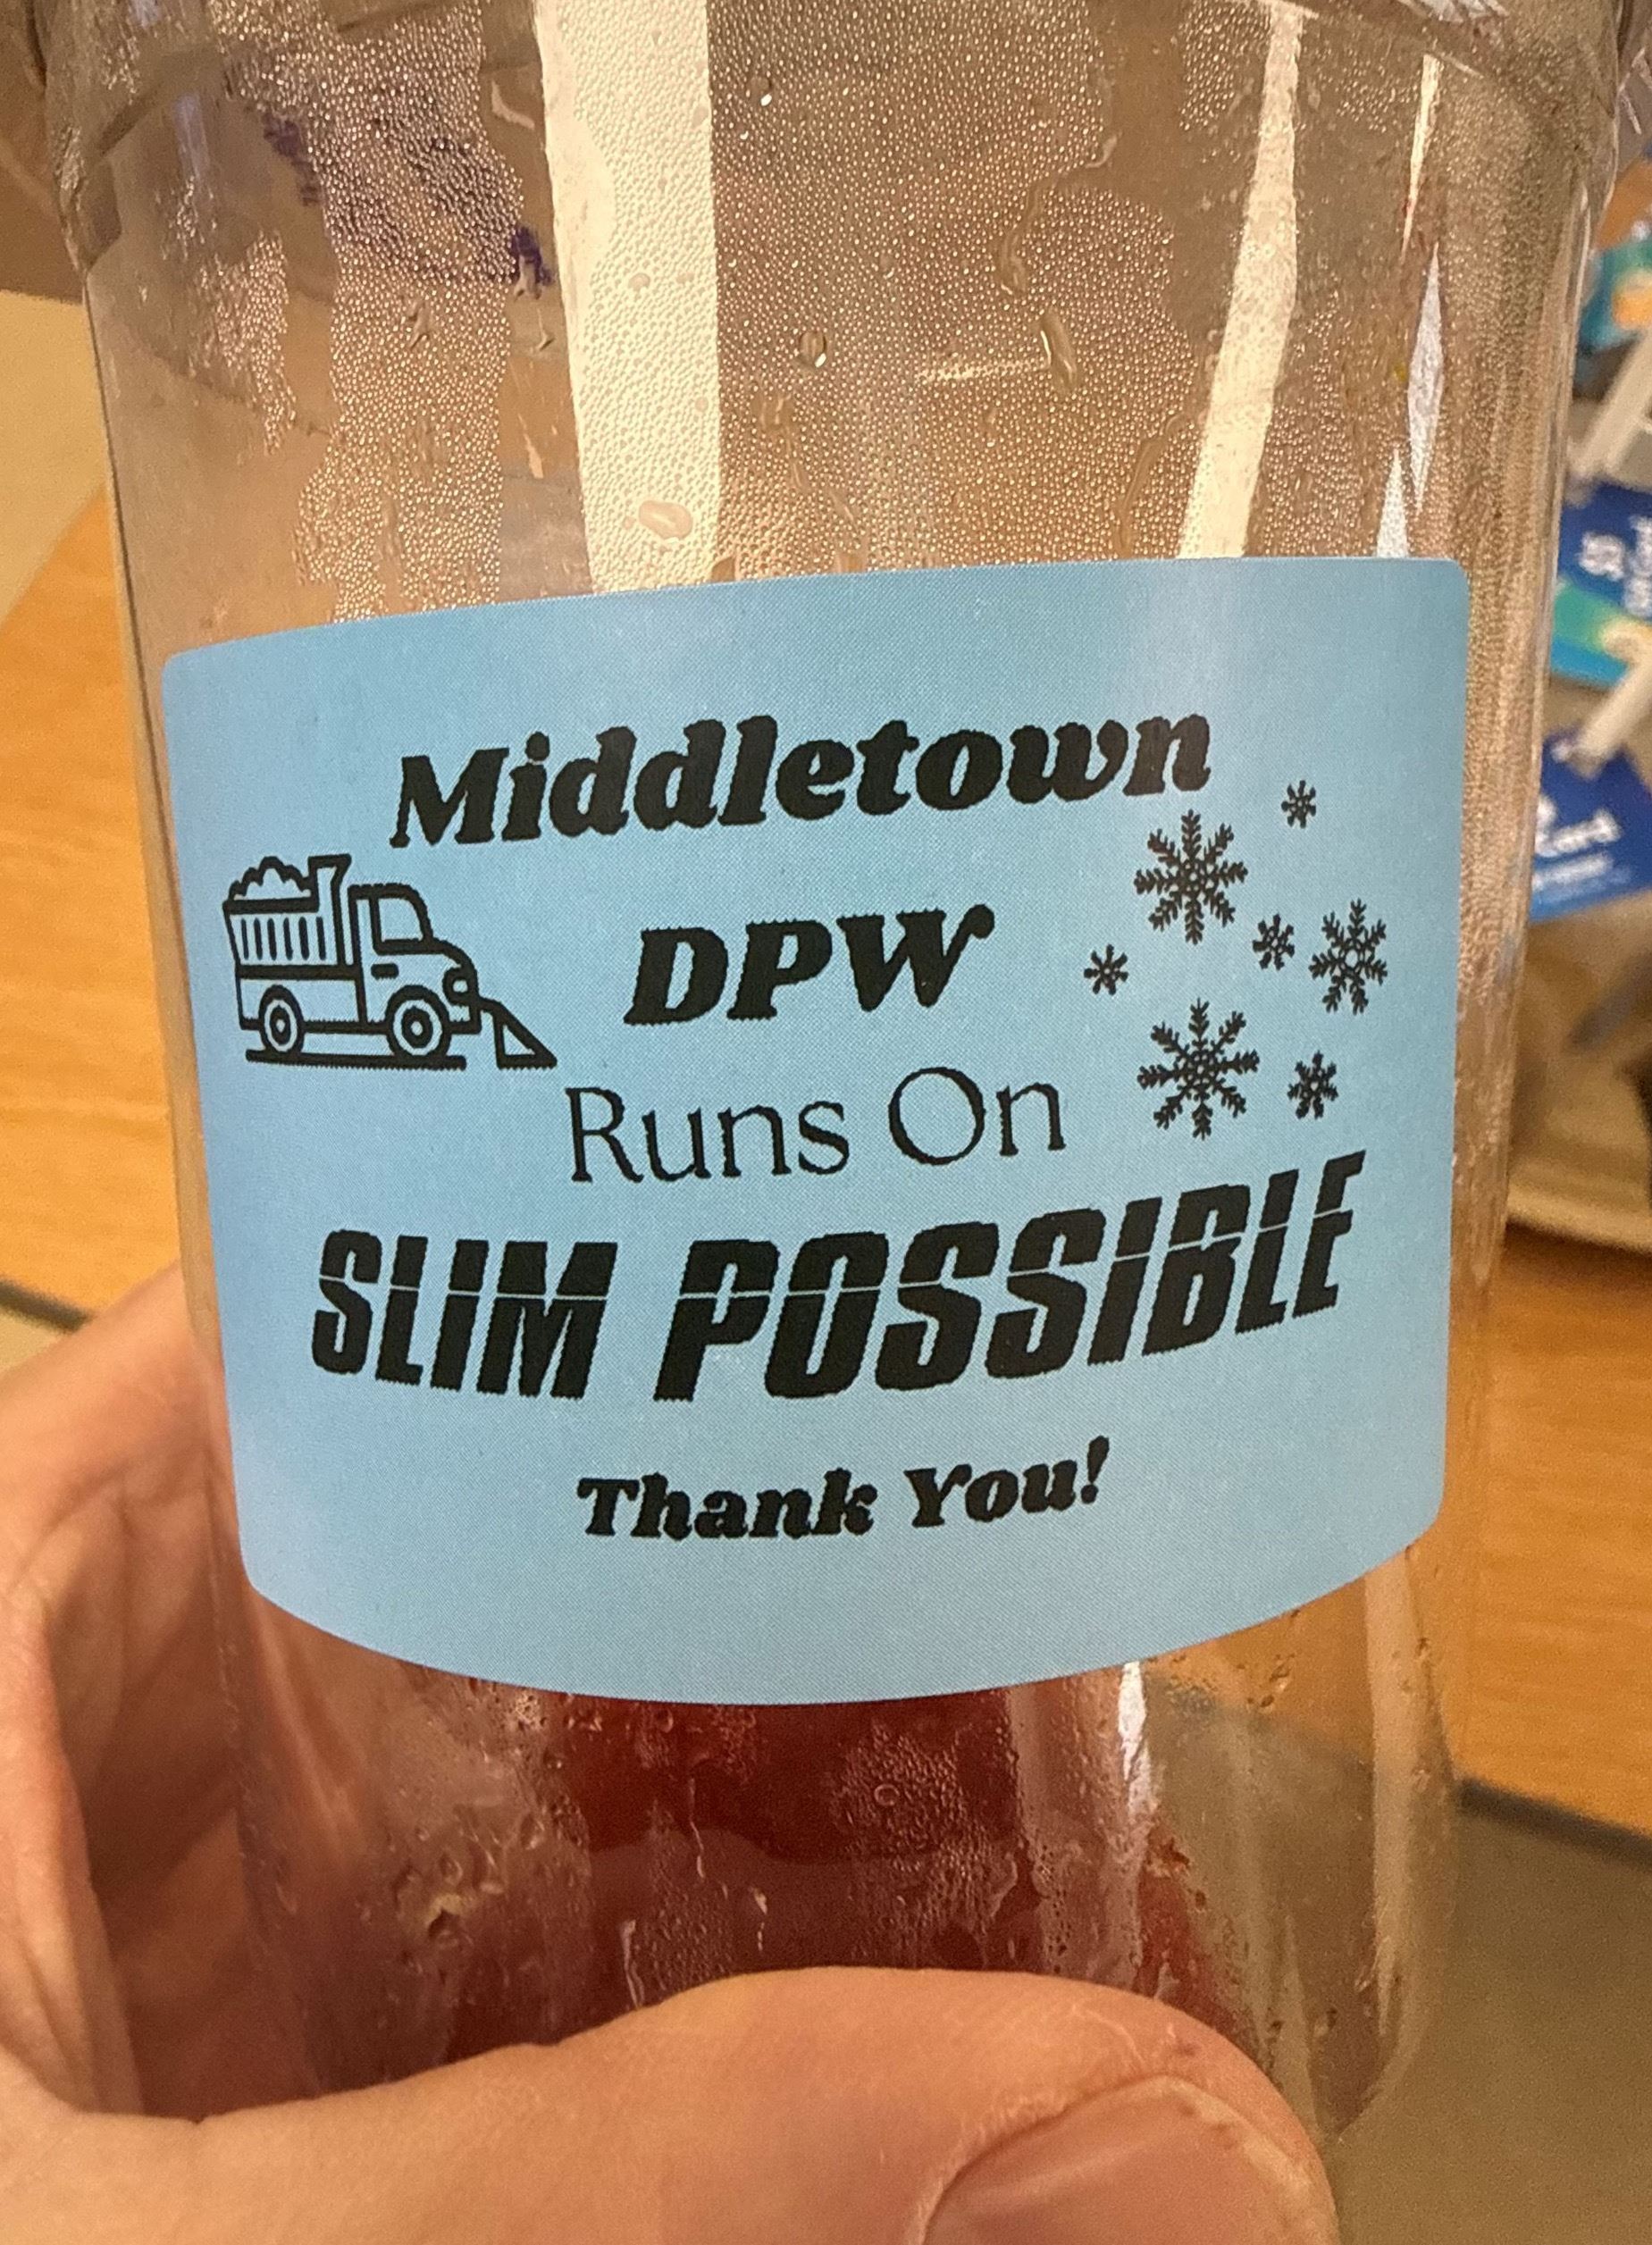 Middletown
DPW
Runs On
SLIM POSSIBLE
Thank You!